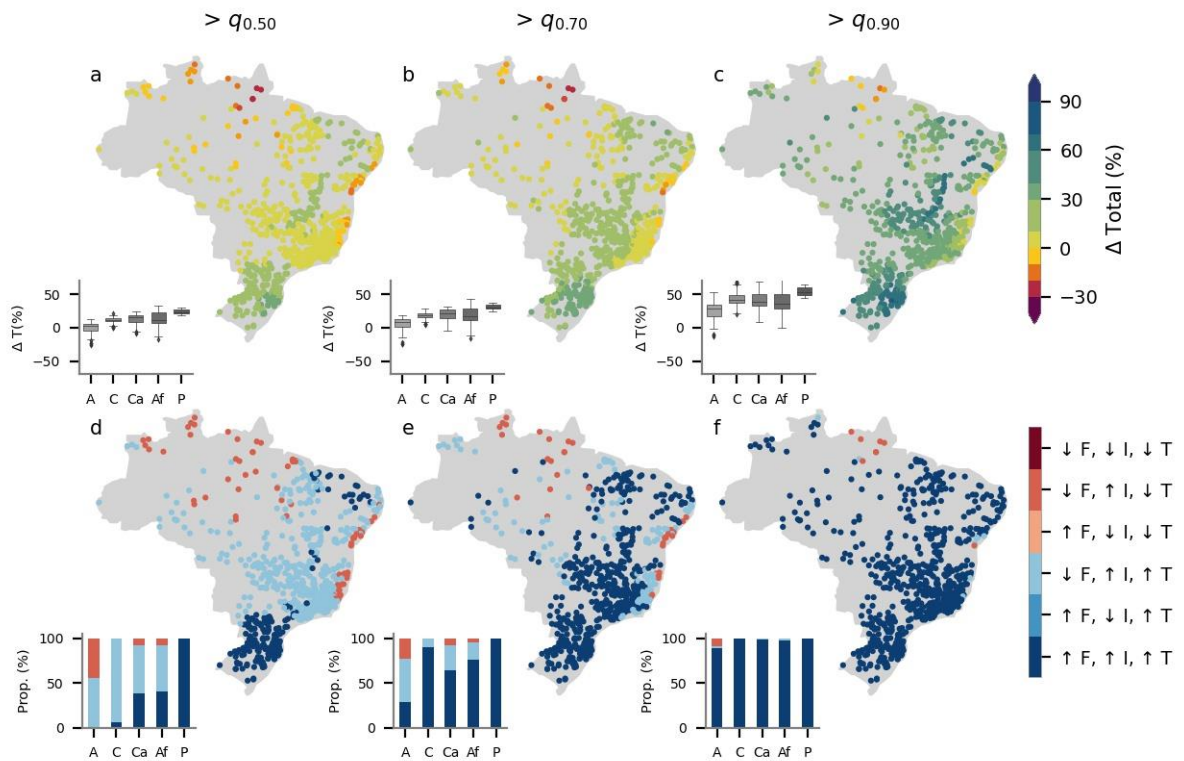 > q0.50
> q0.70
> q0.90
a
b
c
90
60
30
0
−30
Δ Total (%)
50
0
−50
Δ T(%)
A C Ca Af P
50
0
−50
Δ T(%)
A C Ca Af P
50
0
−50
Δ T(%)
A C Ca Af P
d
e
f
↓ F, ↓ I, ↓ T
↓ F, ↑ I, ↓ T
↑ F, ↓ I, ↓ T
↓ F, ↑ I, ↑ T
↑ F, ↓ I, ↑ T
↑ F, ↑ I, ↑ T
100
50
0
Prop. (%)
A C Ca Af P
100
50
0
Prop. (%)
A C Ca Af P
100
50
0
Prop. (%)
A C Ca Af P